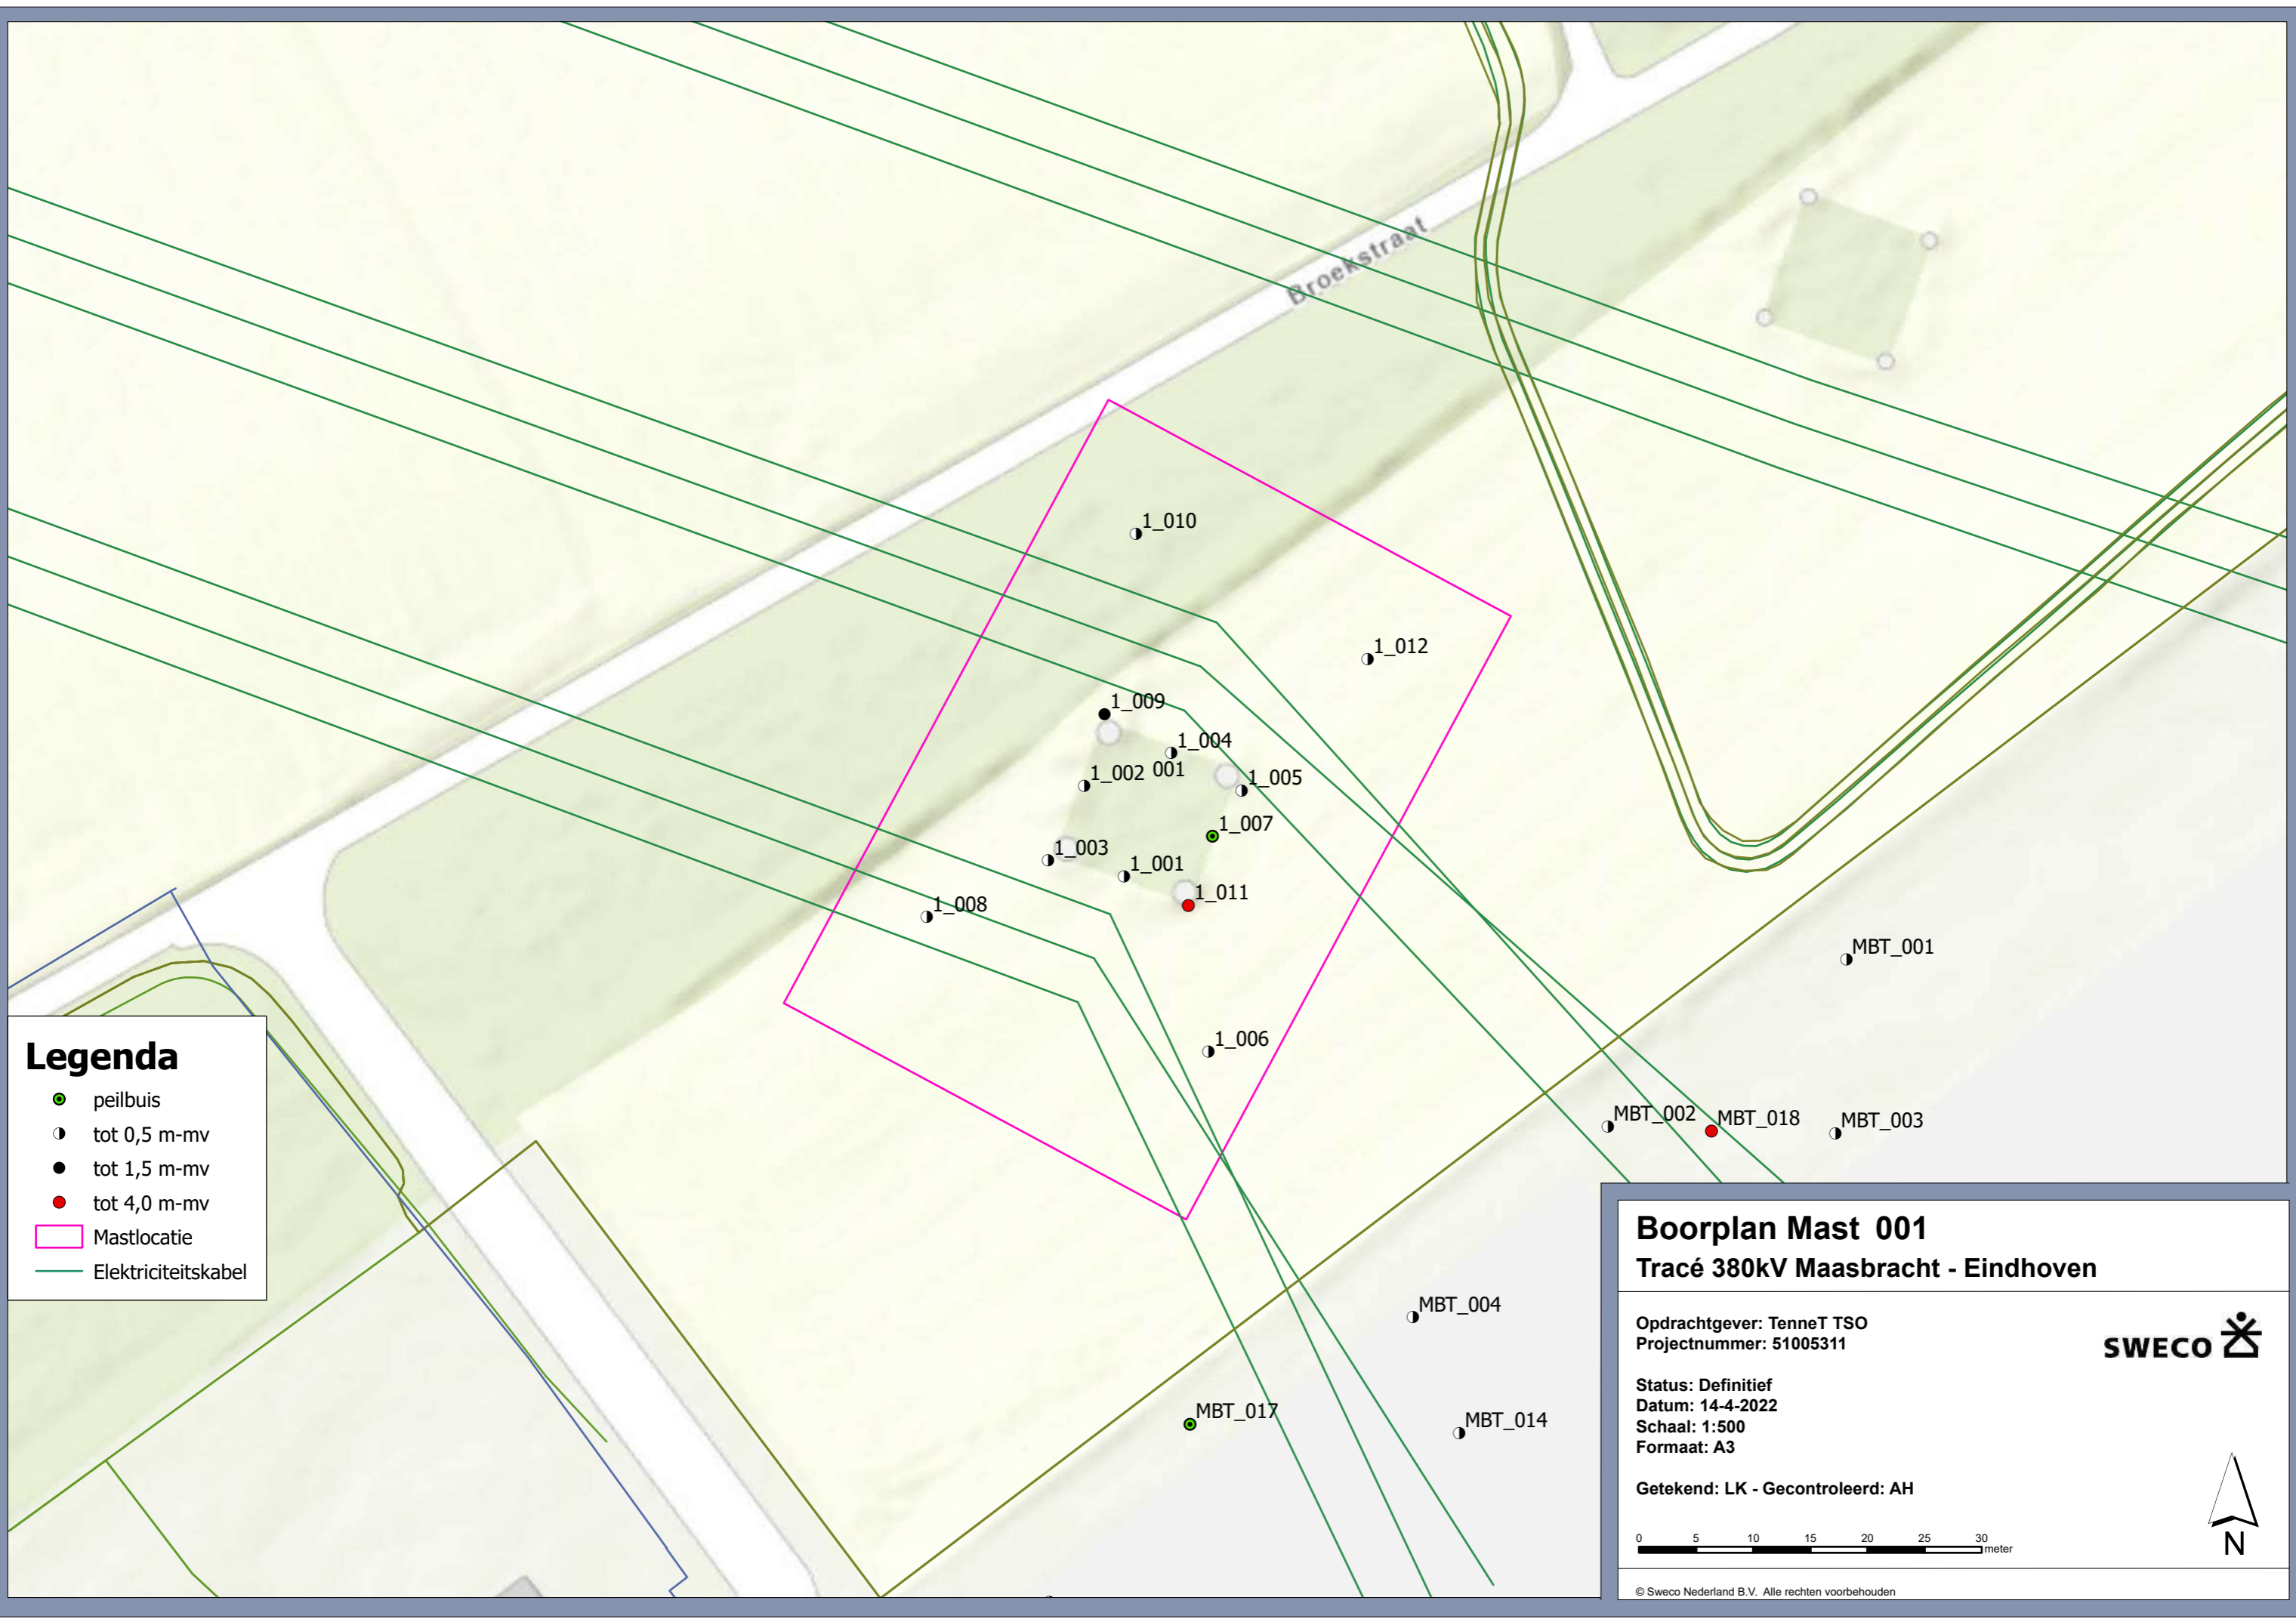 Broekstraat
1_010
1_012
1_009
1_004
1_002
001
1_005
1_007
1_003
1_001
1_011
1_008
1_006
MBT_001
MBT_002
MBT_018
MBT_003
MBT_004
MBT_017
MBT_014
Legenda
peilbuis
tot 0,5 m-mv
tot 1,5 m-mv
tot 4,0 m-mv
Mastlocatie
Elektriciteitskabel
Boorplan Mast 001
Tracé 380kV Maasbracht - Eindhoven
Opdrachtgever: TenneT TSO
Projectnummer: 51005311
SWECO
Status: Definitief
Datum: 14-4-2022
Schaal: 1:500
Formaat: A3
Getekend: LK - Gecontroleerd: AH
0 5 10 15 20 25 30
meter
N
© Sweco Nederland B.V. Alle rechten voorbehouden